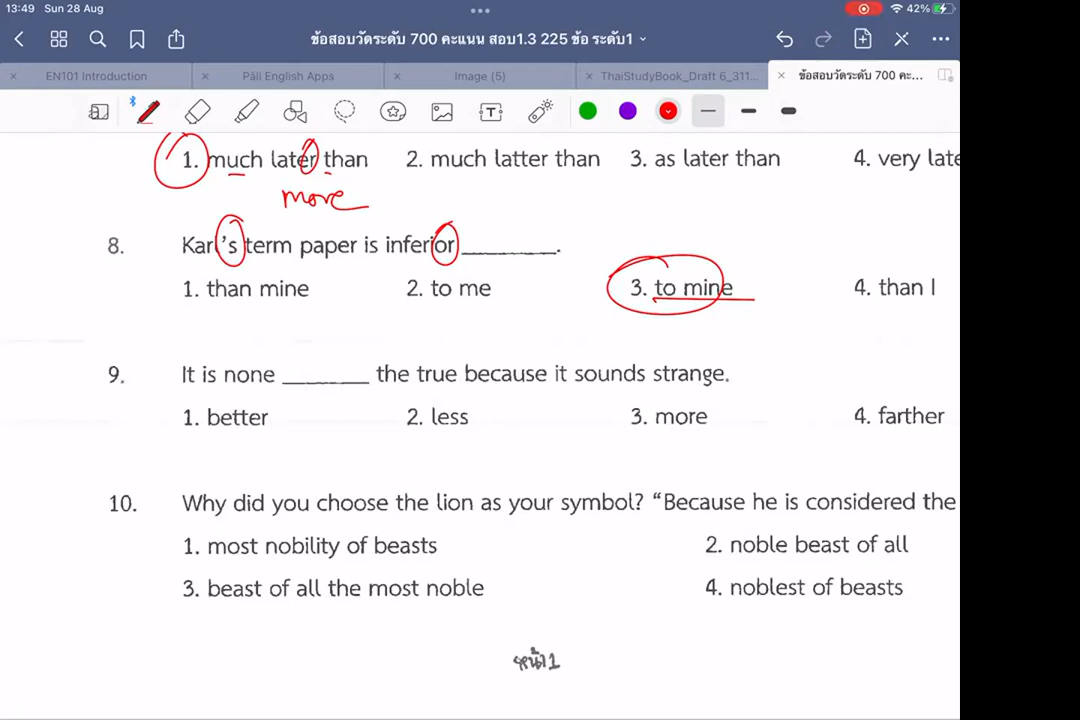 13:49 Sun 28 Aug
42%
ข้อสอบวัดระดับ 700 คะแนน สอบ1.3 225 ข้อ ระดับ1
EN101 Introduction
Pāli English Apps
Image (5)
ThaiStudyBook_Draft 6_311...
ข้อสอบวัดระดับ 700 คะ...
1. much later than 2. much latter than 3. as later than 4. very late
more
8. Karl's term paper is inferior ________.
1. than mine 2. to me 3. to mine 4. than I
9. It is none ________ the true because it sounds strange.
1. better 2. less 3. more 4. farther
10. Why did you choose the lion as your symbol? "Because he is considered the
1. most nobility of beasts 2. noble beast of all
3. beast of all the most noble 4. noblest of beasts
หน้า1